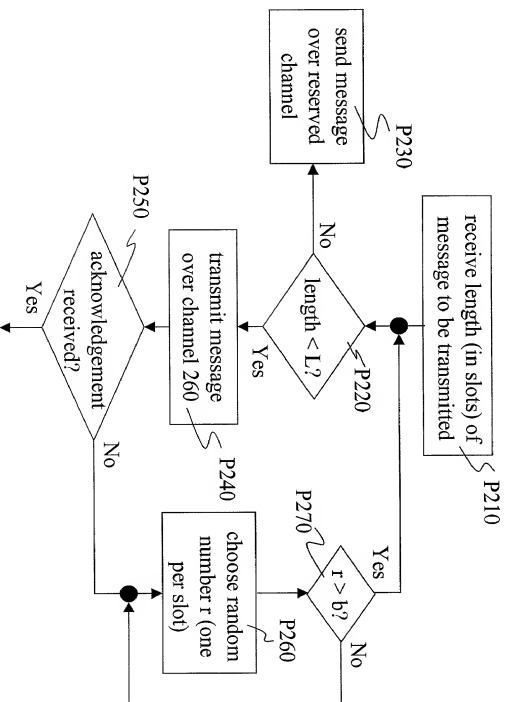 receive length (in slots) of
message to be transmitted
P210
length < L?
P220
No
Yes
send message
over reserved
channel
P230
transmit message
over channel 260
P240
acknowledgement
received?
P250
Yes
No
choose random
number r (one
per slot)
P260
r > b?
P270
Yes
No